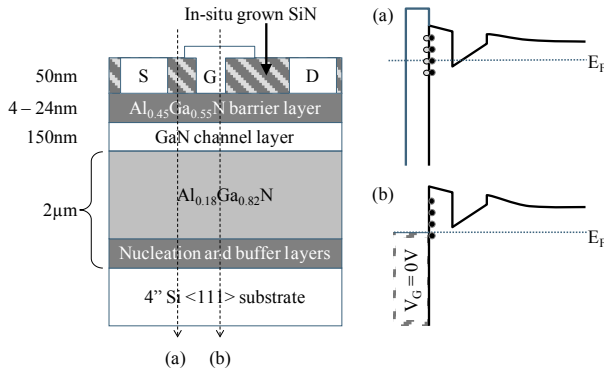 In-situ grown SiN
50nm
S
G
D
4 – 24nm
Al0.45Ga0.55N barrier layer
150nm
GaN channel layer
2μm
Al0.18Ga0.82N
Nucleation and buffer layers
4” Si <111> substrate
(a)
(b)
(a)
EF
(b)
EF
VG = 0V